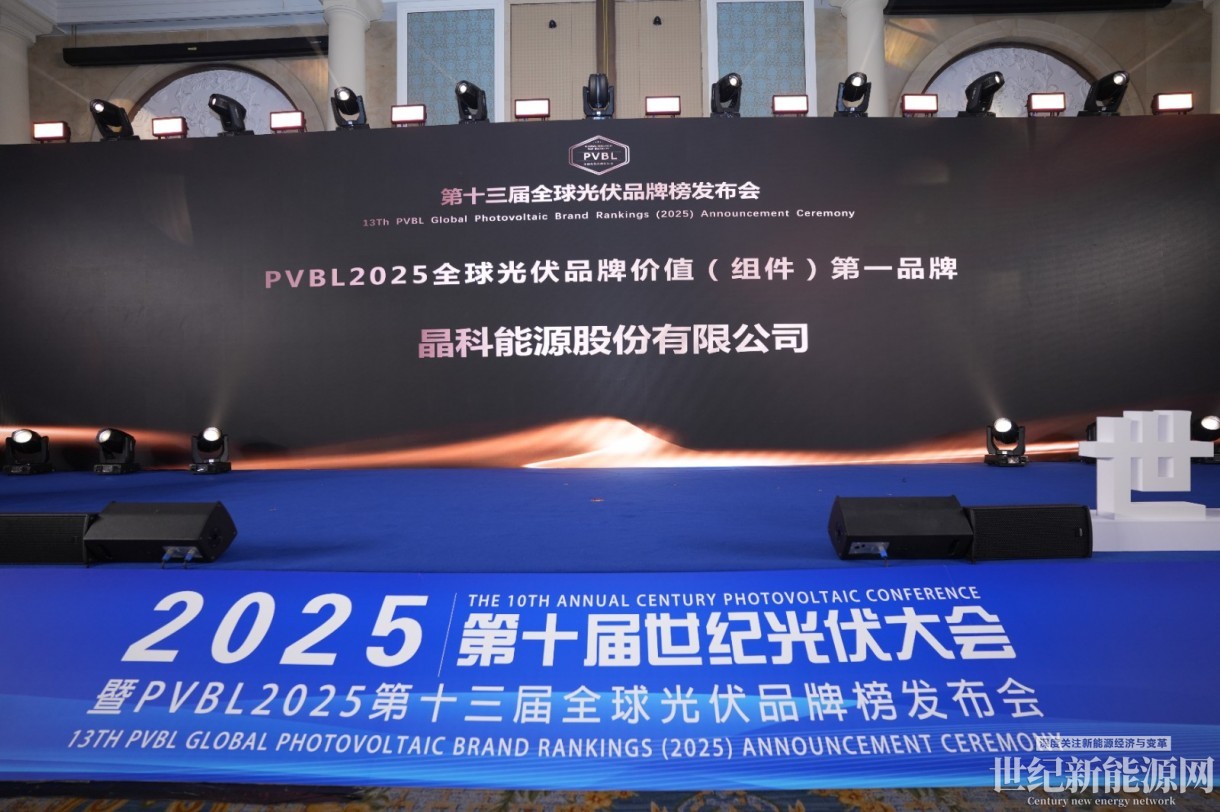 PVBL
第十三届全球光伏品牌榜发布会
13Th PVBL Global Photovoltaic Brand Rankings (2025) Announcement Ceremony
PVBL2025全球光伏品牌价值（组件）第一品牌
晶科能源股份有限公司
世
2025
THE 10TH ANNUAL CENTURY PHOTOVOLTAIC CONFERENCE
第十届世纪光伏大会
暨PVBL2025第十三届全球光伏品牌榜发布会
13TH PVBL GLOBAL PHOTOVOLTAIC BRAND RANKINGS (2025) ANNOUNCEMENT CEREMONY
深度关注新能源经济与变革
世纪新能源网
Century new energy network